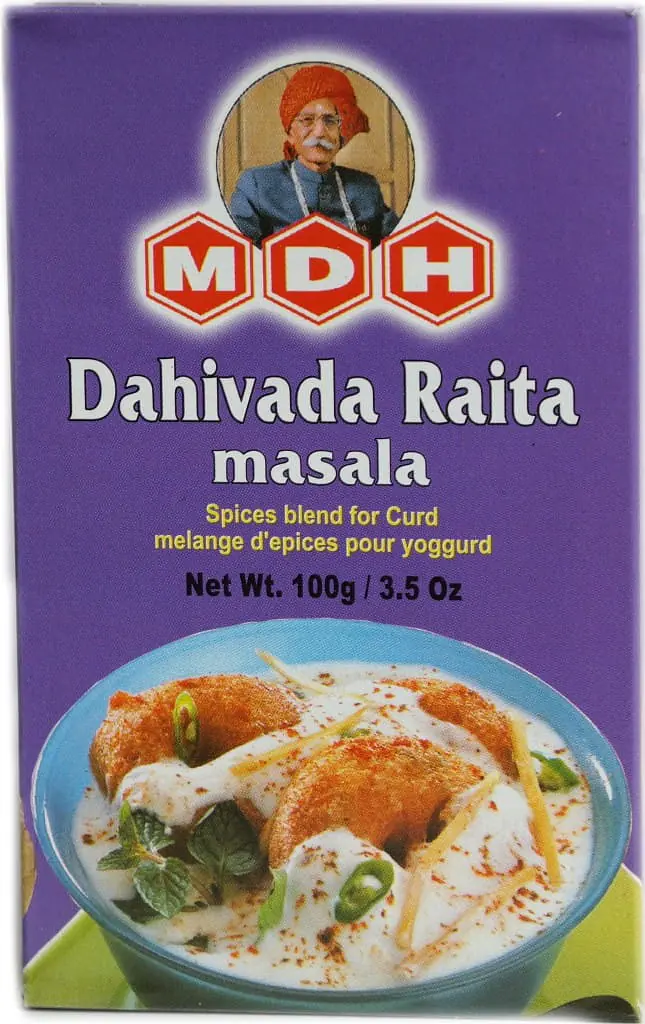 MDH
Dahivada Raita
masala
Spices blend for Curd
melange d'epices pour yoggurd
Net Wt. 100g / 3.5 Oz